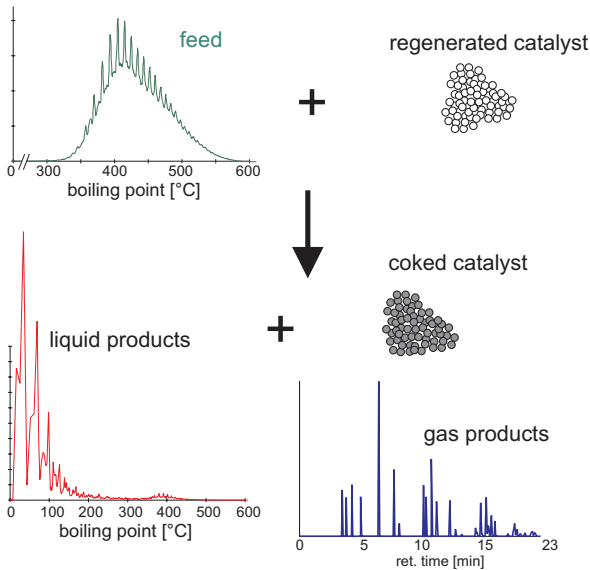 feed
regenerated catalyst
+
0 300 400 500 600
boiling point [°C]
coked catalyst
+
liquid products
gas products
0 100 200 300 400 500 600
boiling point [°C]
0 5 10 15 23
ret. time [min]